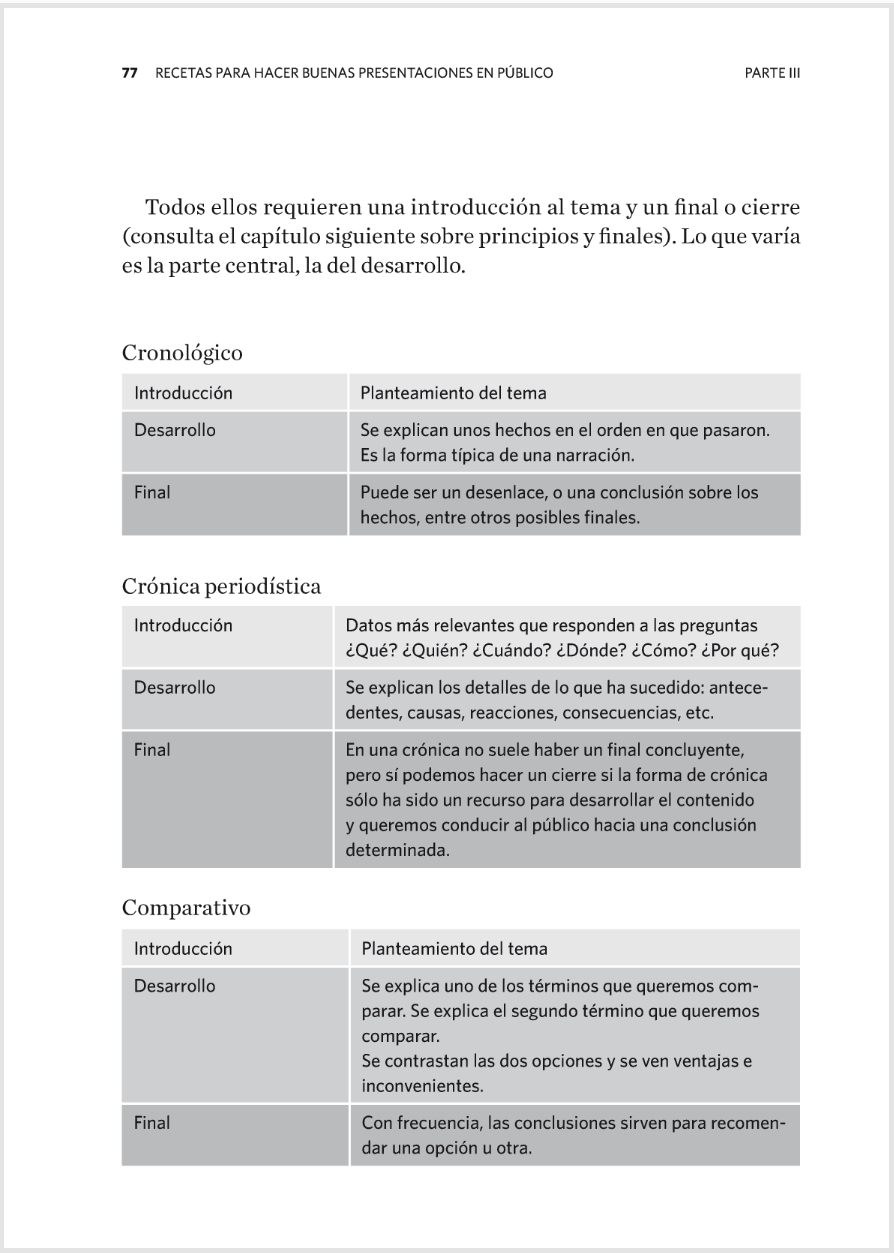 77 RECETAS PARA HACER BUENAS PRESENTACIONES EN PÚBLICO PARTE III
Todos ellos requieren una introducción al tema y un final o cierre
(consulta el capítulo siguiente sobre principios y finales). Lo que varía
es la parte central, la del desarrollo.
Cronológico
Introducción Planteamiento del tema
Desarrollo Se explican unos hechos en el orden en que pasaron.
Es la forma típica de una narración.
Final Puede ser un desenlace, o una conclusión sobre los
hechos, entre otros posibles finales.
Crónica periodística
Introducción Datos más relevantes que responden a las preguntas
¿Qué? ¿Quién? ¿Cuándo? ¿Dónde? ¿Cómo? ¿Por qué?
Desarrollo Se explican los detalles de lo que ha sucedido: antece-
dentes, causas, reacciones, consecuencias, etc.
Final En una crónica no suele haber un final concluyente,
pero sí podemos hacer un cierre si la forma de crónica
sólo ha sido un recurso para desarrollar el contenido
y queremos conducir al público hacia una conclusión
determinada.
Comparativo
Introducción Planteamiento del tema
Desarrollo Se explica uno de los términos que queremos com-
parar. Se explica el segundo término que queremos
comparar.
Se contrastan las dos opciones y se ven ventajas e
inconvenientes.
Final Con frecuencia, las conclusiones sirven para recomen-
dar una opción u otra.